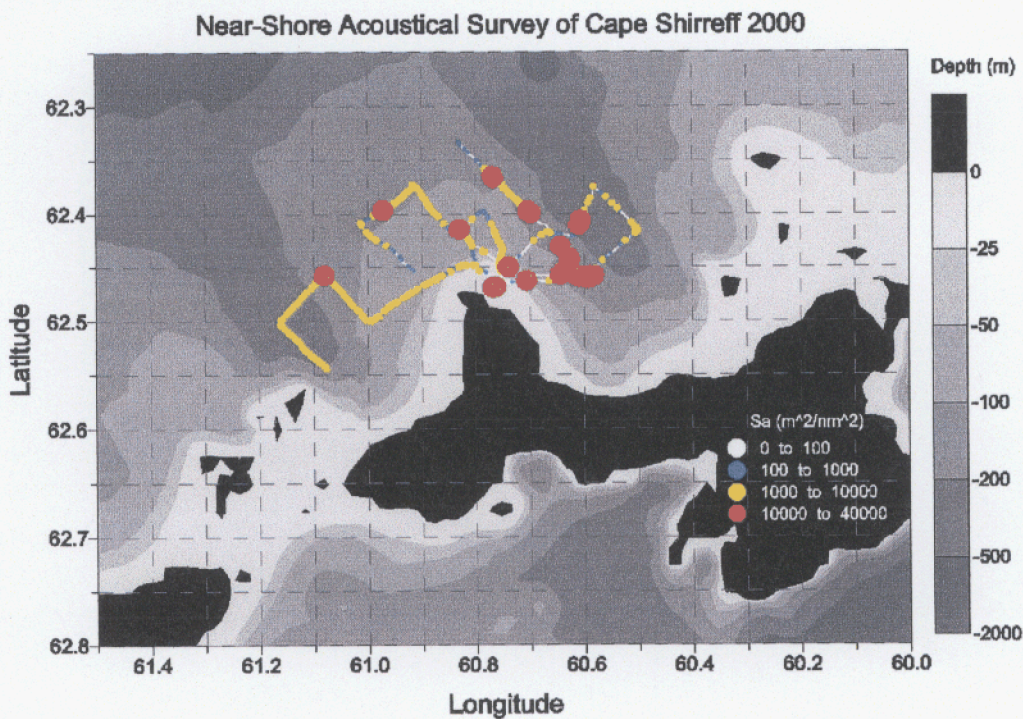 Near-Shore Acoustical Survey of Cape Shirreff 2000
Depth (m)
62.3
62.4
62.5
62.6
62.7
62.8
Latitude
61.4
61.2
61.0
60.8
60.6
60.4
60.2
60.0
Longitude
0
-25
-50
-100
-200
-500
-2000
Sa (m^2/nm^2)
0 to 100
100 to 1000
1000 to 10000
10000 to 40000